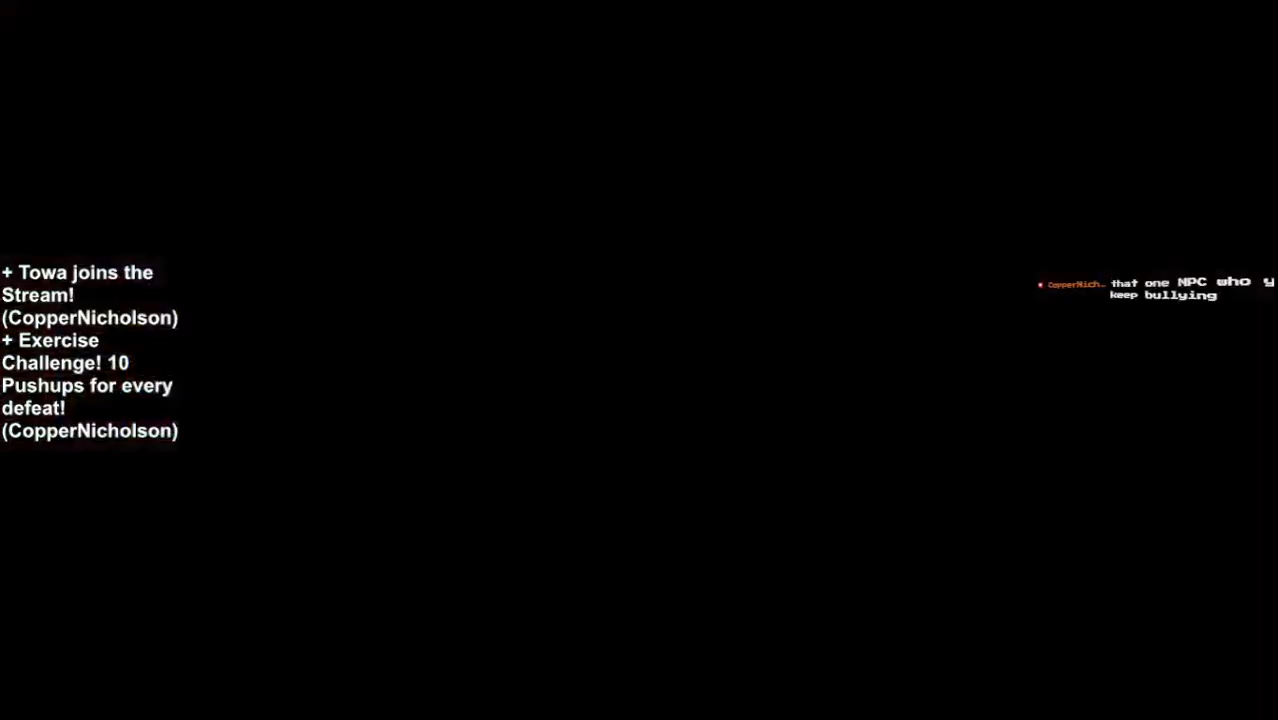 + Towa joins the
Stream!
(CopperNicholson)
+ Exercise
Challenge! 10
Pushups for every
defeat!
(CopperNicholson)
CopperNich… that one NPC who y
keep bullying